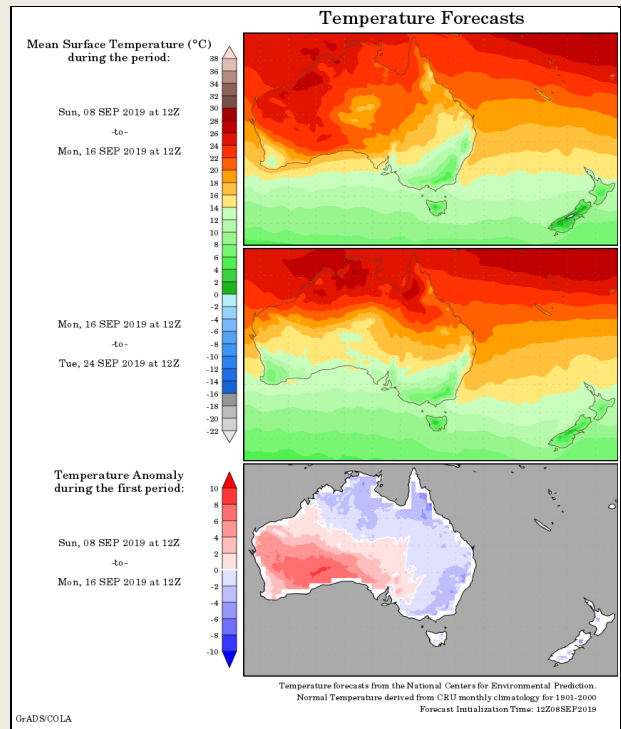 Temperature Forecasts
Mean Surface Temperature (°C)
during the period:
Sun, 08 SEP 2019 at 12Z
-to-
Mon, 16 SEP 2019 at 12Z
38
36
34
32
30
28
26
24
22
20
18
16
14
12
10
8
6
4
2
0
-2
-4
-6
-8
-10
-12
-14
-16
-17
-18
-20
-22
Mon, 16 SEP 2019 at 12Z
-to-
Tue, 24 SEP 2019 at 12Z
Temperature Anomaly
during the first period:
Sun, 08 SEP 2019 at 12Z
-to-
Mon, 16 SEP 2019 at 12Z
10
8
6
4
2
0
-2
-4
-6
-8
-10
Temperature forecasts from the National Centers for Environmental Prediction.
Normal Temperature derived from CRU monthly climatology for 1901-2000
Forecast Initialization Time: 12Z08SEP2019
GrADS/COLA